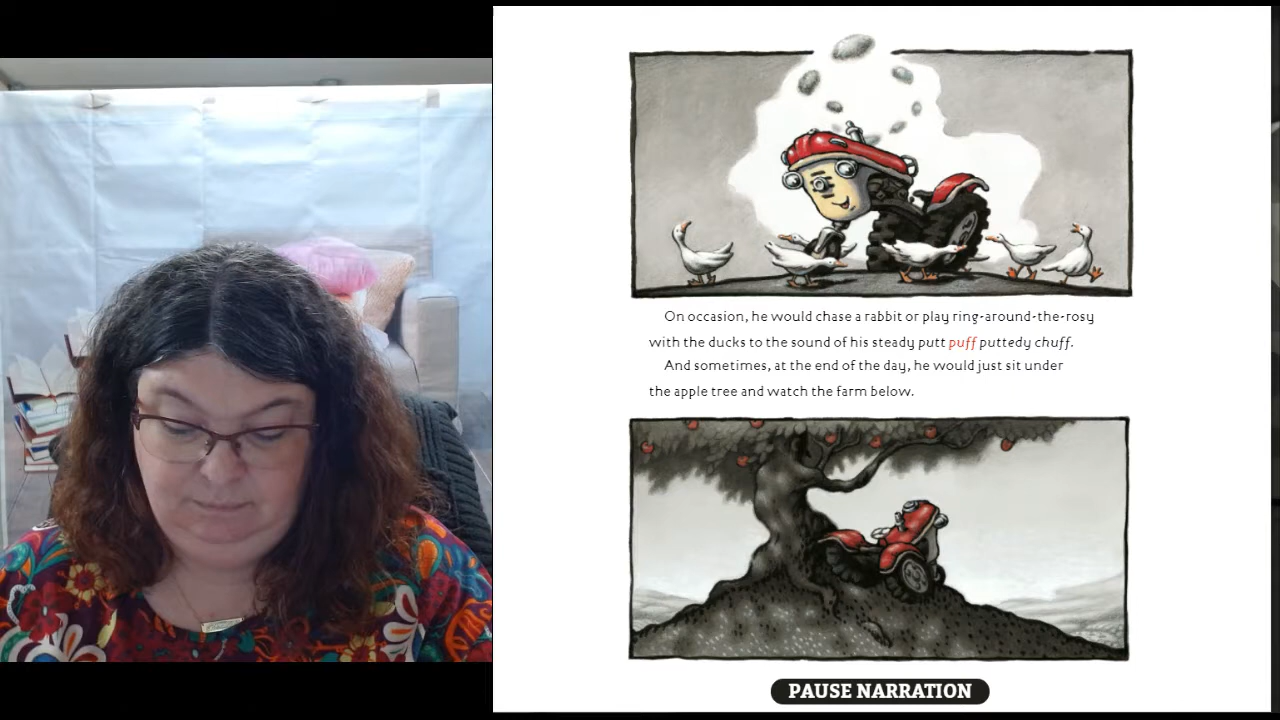 On occasion, he would chase a rabbit or play ring-around-the-rosy
with the ducks to the sound of his steady putt puff puttedy chuff.
And sometimes, at the end of the day, he would just sit under
the apple tree and watch the farm below.
PAUSE NARRATION